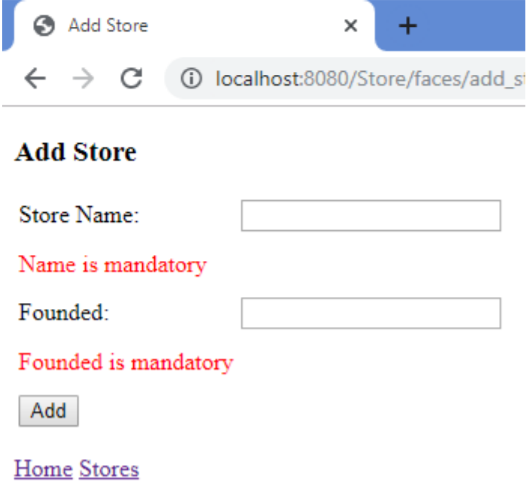 Add Store
localhost:8080/Store/faces/add_s
Add Store
Store Name:
Name is mandatory
Founded:
Founded is mandatory
Add
Home Stores